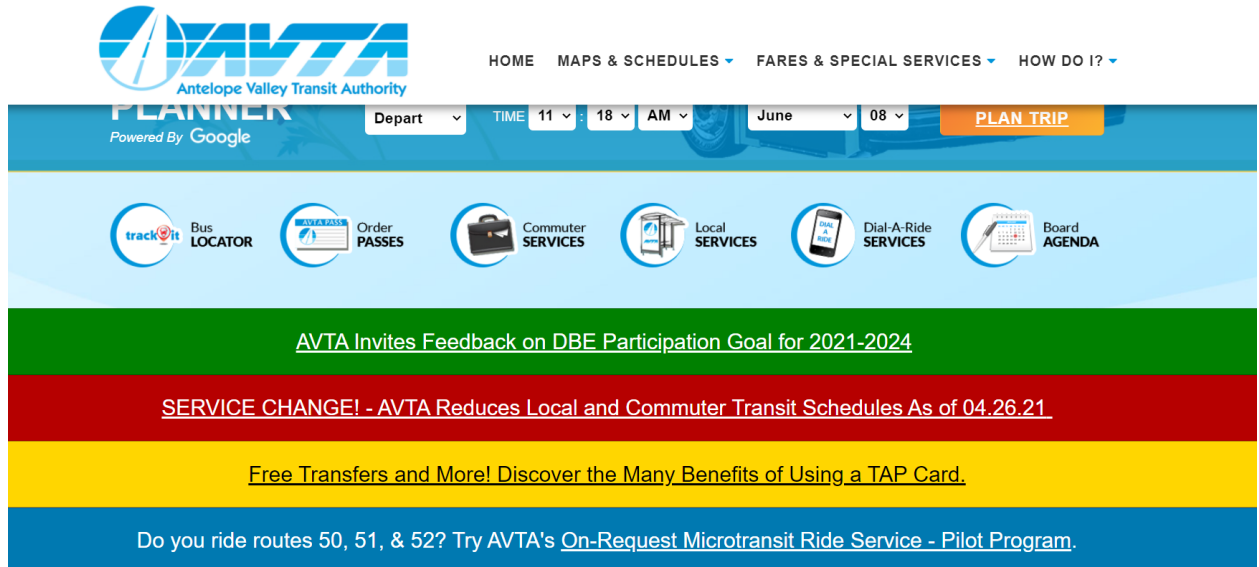 AVTA
Antelope Valley Transit Authority
HOME MAPS & SCHEDULES FARES & SPECIAL SERVICES HOW DO I?
PLANNER
Powered By Google
Depart TIME 11 : 18 AM June 08 PLAN TRIP
track it
Bus
LOCATOR
AVTA PASS
Order
PASSES
Commuter
SERVICES
Local
SERVICES
DIAL
A
RIDE
Dial-A-Ride
SERVICES
Board
AGENDA
AVTA Invites Feedback on DBE Participation Goal for 2021-2024
SERVICE CHANGE! - AVTA Reduces Local and Commuter Transit Schedules As of 04.26.21
Free Transfers and More! Discover the Many Benefits of Using a TAP Card.
Do you ride routes 50, 51, & 52? Try AVTA's On-Request Microtransit Ride Service - Pilot Program.